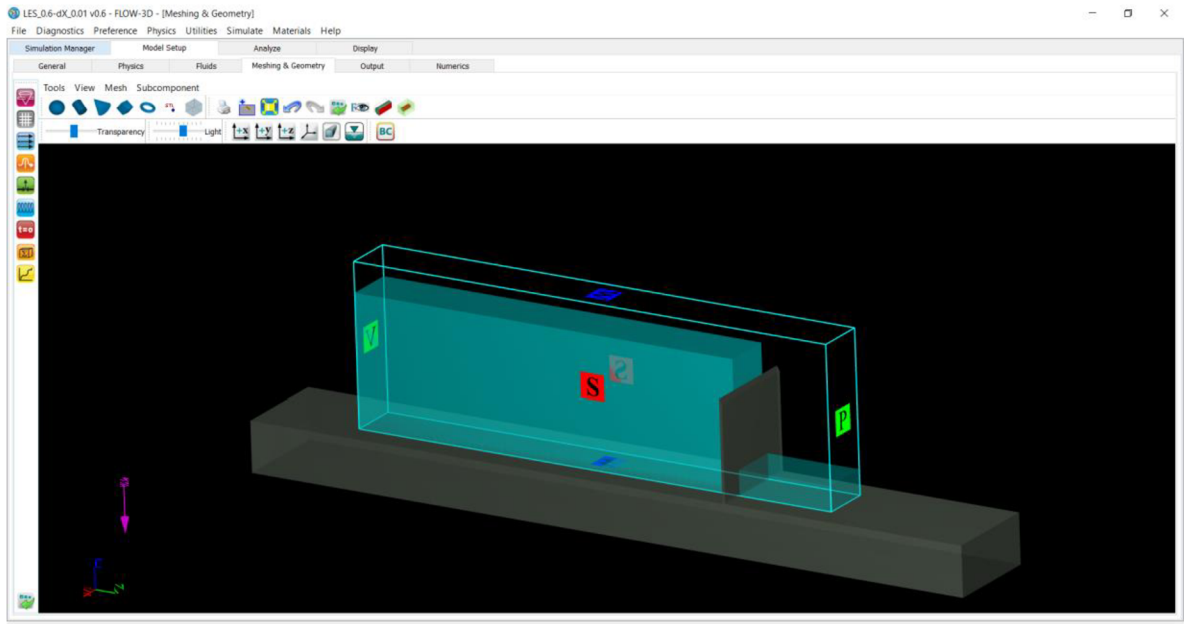 LES_0.6-dX_0.01 v0.6 - FLOW-3D - [Meshing & Geometry]
File Diagnostics Preference Physics Utilities Simulate Materials Help
Simulation Manager Model Setup Analyze Display
General Physics Fluids Meshing & Geometry Output Numerics
Tools View Mesh Subcomponent
Transparency Light +x +y +z BC
t=0
V S S P